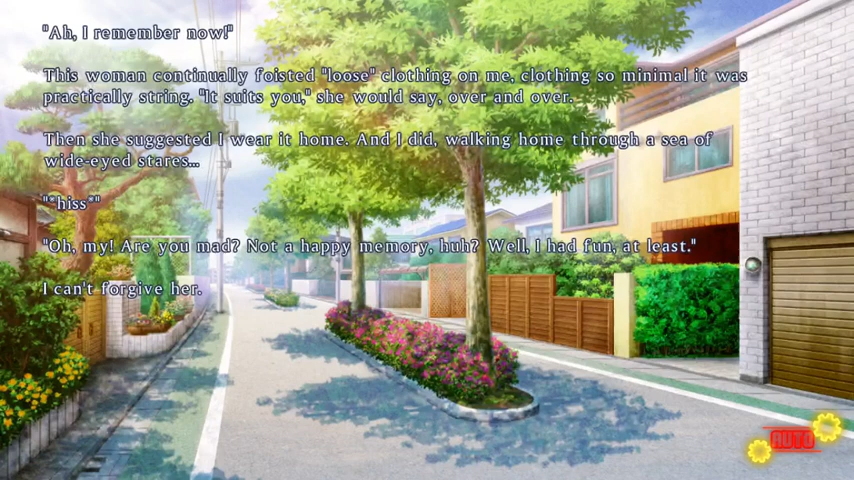 "Ah, I remember now!"
This woman continually foisted "loose" clothing on me, clothing so minimal it was
practically string. "It suits you," she would say, over and over.
Then she suggested I wear it home. And I did, walking home through a sea of
wide-eyed stares...
"*hiss*"
"Oh, my! Are you mad? Not a happy memory, huh? Well, I had fun, at least."
I can't forgive her.
AUTO